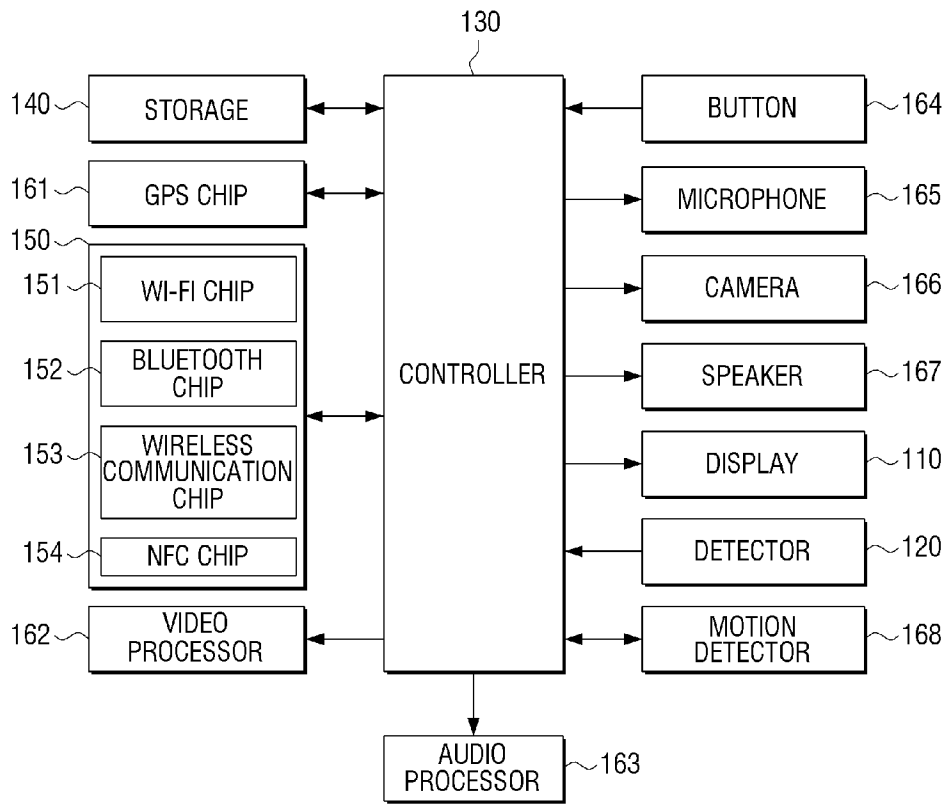 130
140
STORAGE
161
GPS CHIP
150
151
WI-FI CHIP
152
BLUETOOTH
CHIP
153
WIRELESS
COMMUNICATION
CHIP
154
NFC CHIP
162
VIDEO
PROCESSOR
CONTROLLER
BUTTON
164
MICROPHONE
165
CAMERA
166
SPEAKER
167
DISPLAY
110
DETECTOR
120
MOTION
DETECTOR
168
AUDIO
PROCESSOR
163